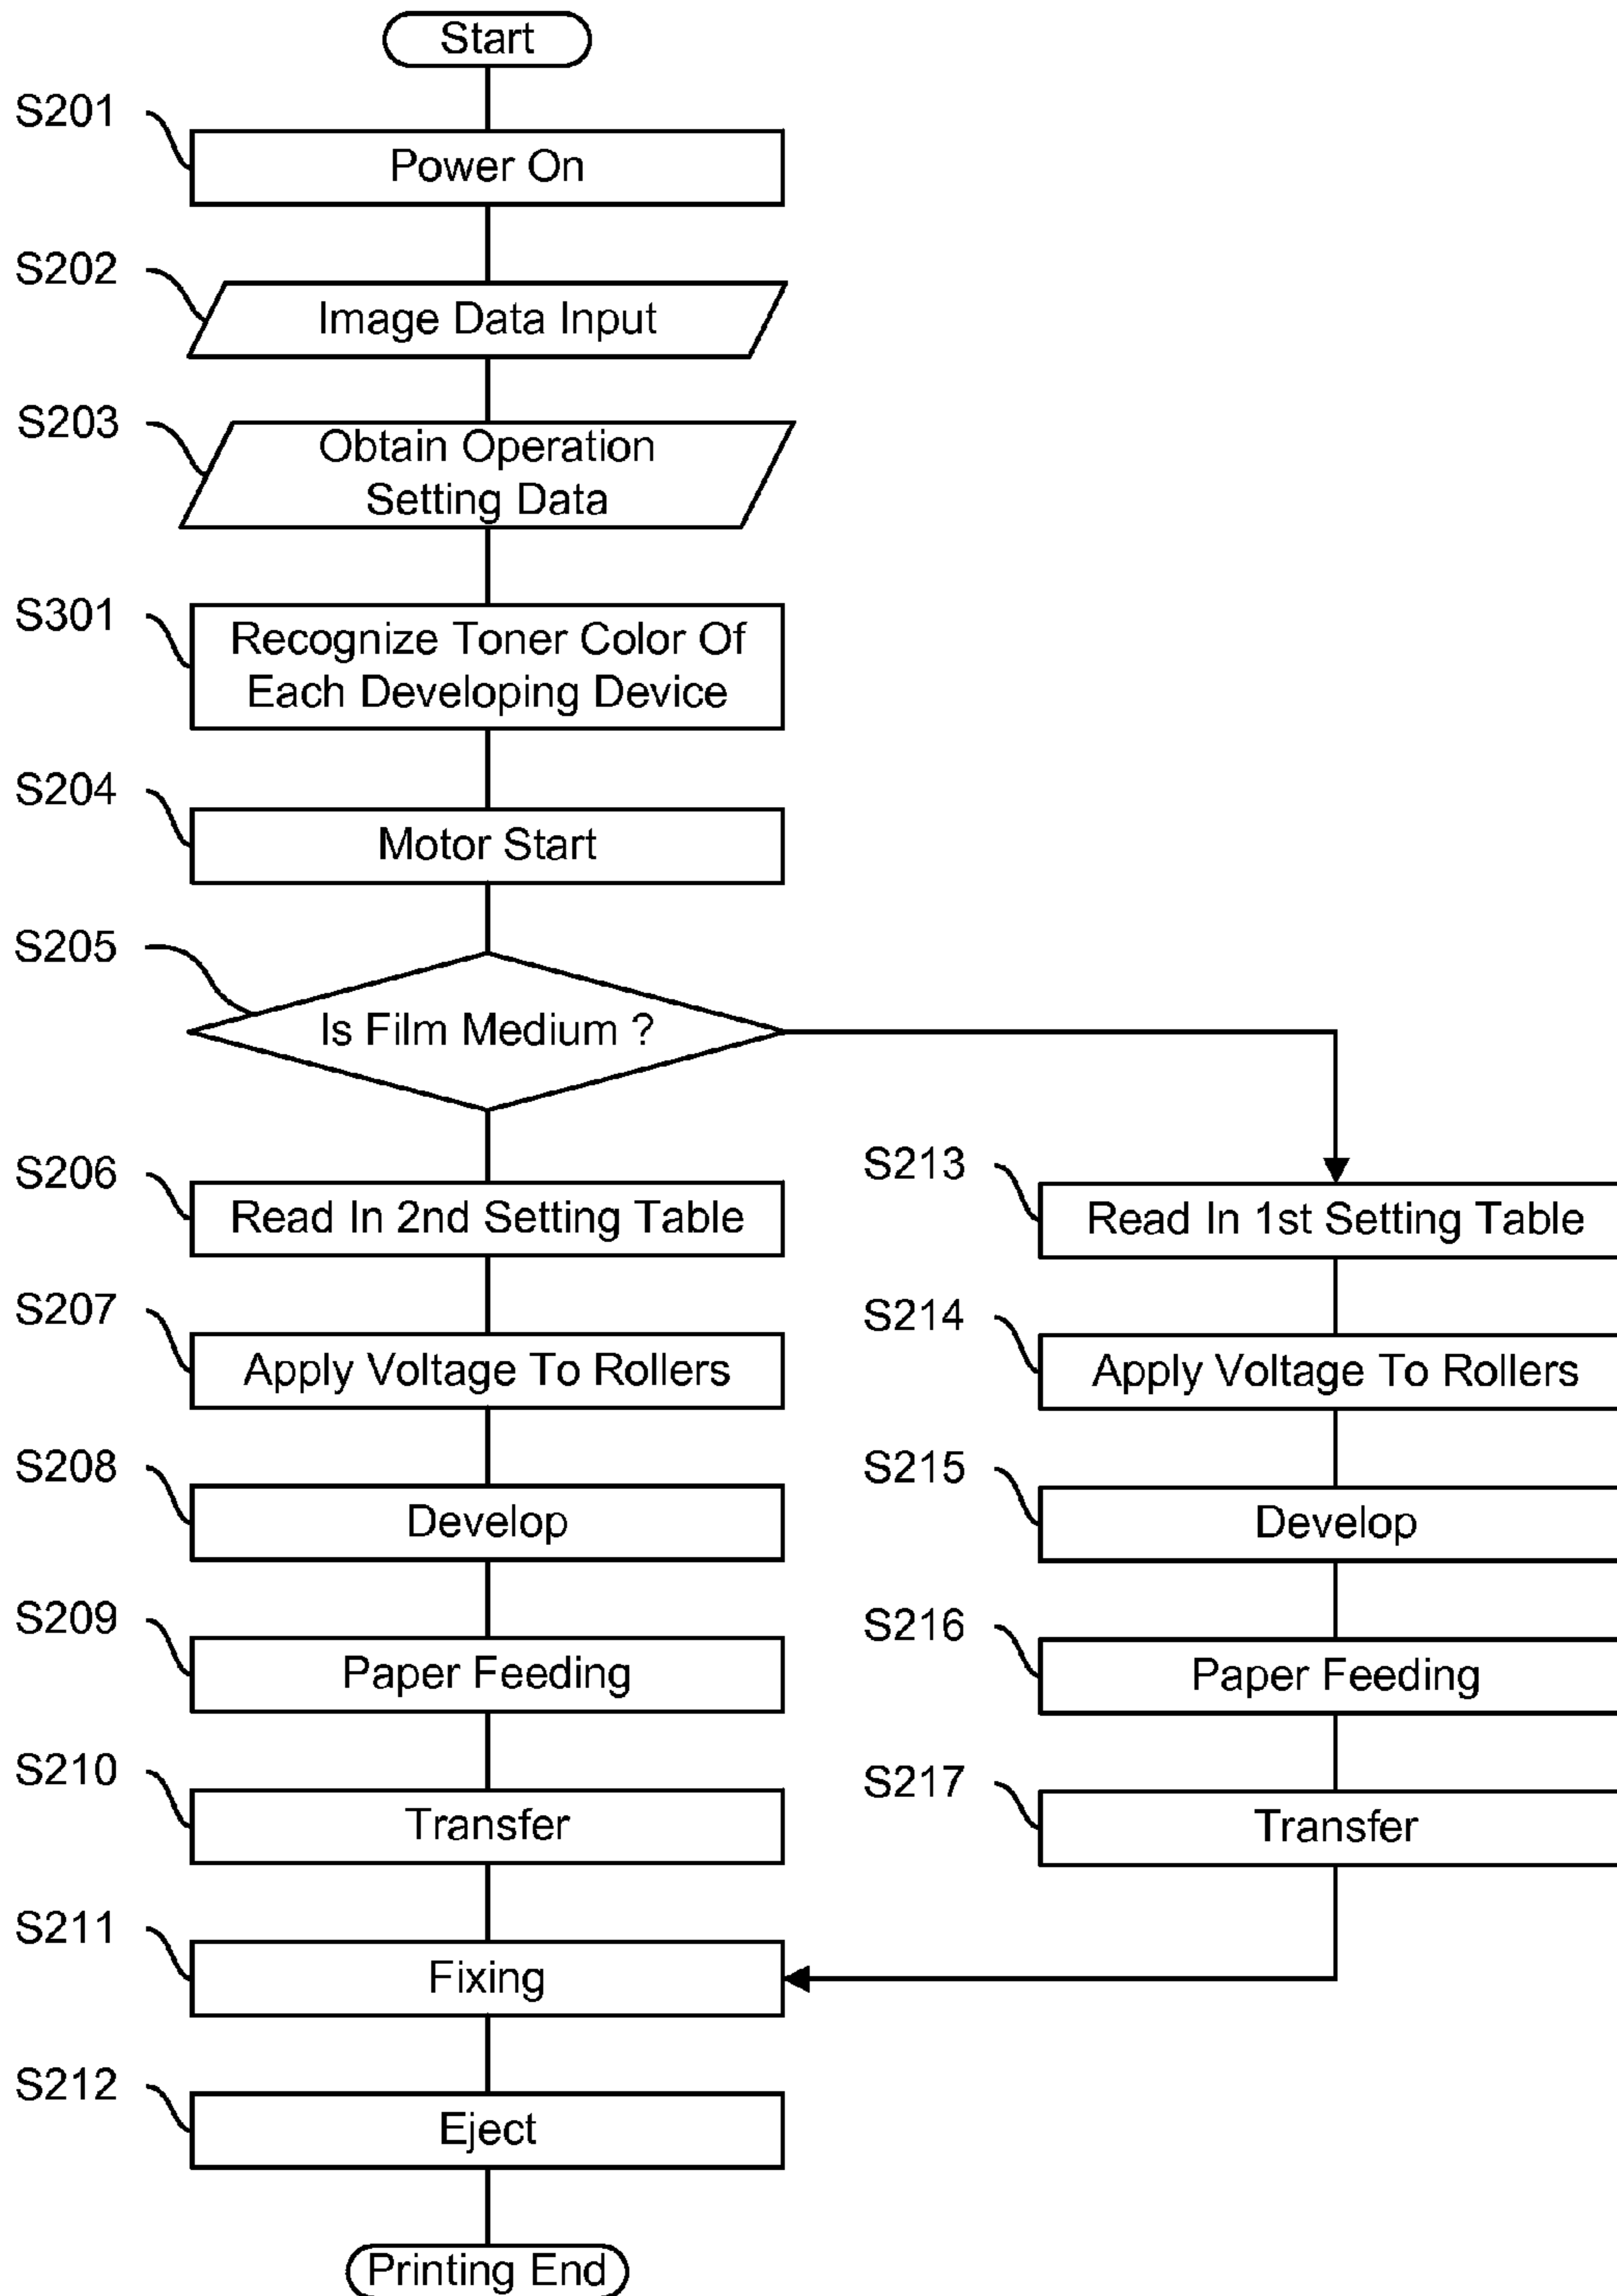 Start
S201
Power On
S202
Image Data Input
S203
Obtain Operation
Setting Data
S301
Recognize Toner Color Of
Each Developing Device
S204
Motor Start
S205
Is Film Medium ?
S206
Read In 2nd Setting Table
S207
Apply Voltage To Rollers
S208
Develop
S209
Paper Feeding
S210
Transfer
S213
Read In 1st Setting Table
S214
Apply Voltage To Rollers
S215
Develop
S216
Paper Feeding
S217
Transfer
S211
Fixing
S212
Eject
Printing End